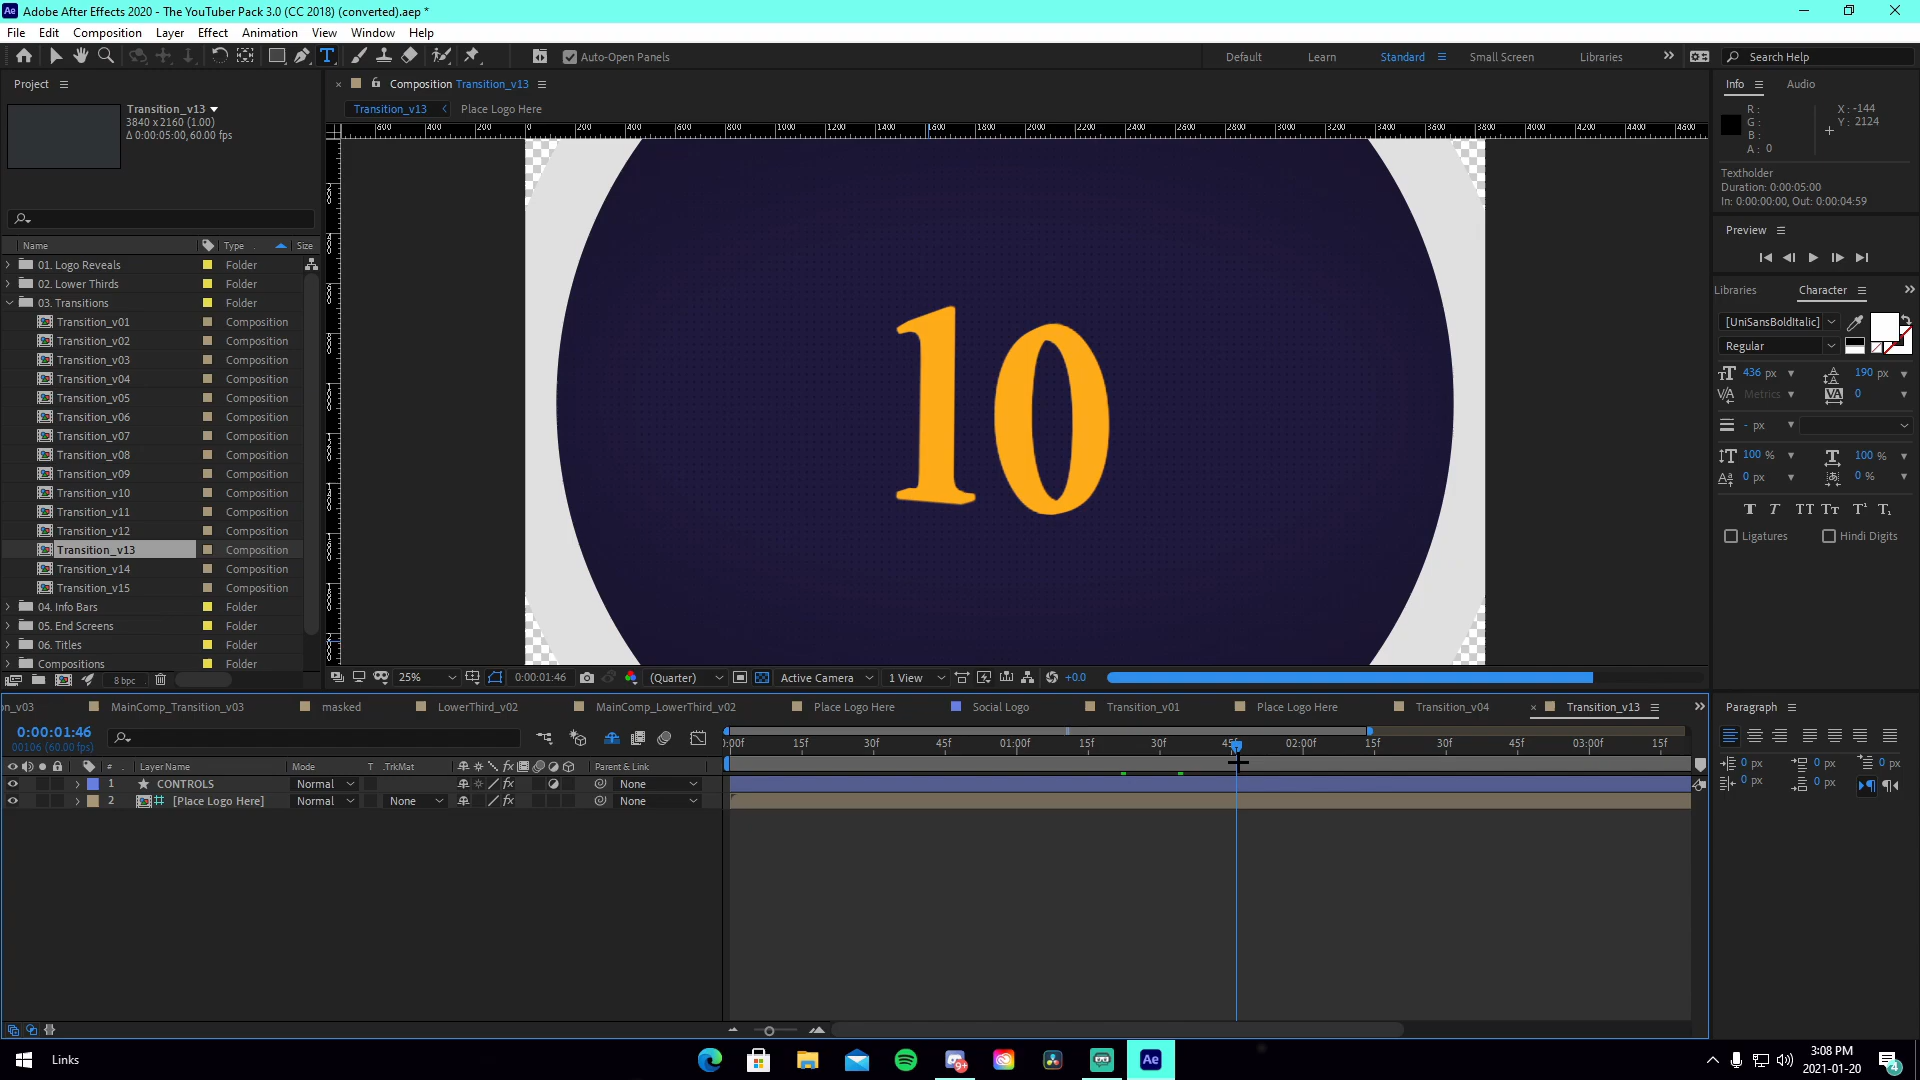 Adobe After Effects 2020 - The YouTuber Pack 3.0 (CC 2018) (converted).aep *
File Edit Composition Layer Effect Animation View Window Help
Auto-Open Panels Default Learn Standard Small Screen Libraries Search Help
Project
Composition Transition_v13
Transition_v13 Place Logo Here
Transition_v13
3840 x 2160 (1.00)
Δ 0:00:05:00, 60.00 fps
Name Type Size
01. Logo Reveals Folder
02. Lower Thirds Folder
03. Transitions Folder
Transition_v01 Composition
Transition_v02 Composition
Transition_v03 Composition
Transition_v04 Composition
Transition_v05 Composition
Transition_v06 Composition
Transition_v07 Composition
Transition_v08 Composition
Transition_v09 Composition
Transition_v10 Composition
Transition_v11 Composition
Transition_v12 Composition
Transition_v13 Composition
Transition_v14 Composition
Transition_v15 Composition
04. Info Bars Folder
05. End Screens Folder
06. Titles Folder
Compositions Folder
8 bpc
10
25% 0:00:01:46 (Quarter) Active Camera 1 View +0.0
Info Audio
R : X : -144
G : Y : 2124
B :
A : 0
Textholder
Duration: 0:00:05:00
In: 0:00:00:00, Out: 0:00:04:59
Preview
Libraries Character
[UniSansBoldItalic]
Regular
436 px 190 px
Metrics 0
- px
100 % 100 %
0 px 0 %
Ligatures Hindi Digits
Paragraph
0 px 0 px 0 px
0 px 0 px
on_v03 MainComp_Transition_v03 masked LowerThird_v02 MainComp_LowerThird_v02 Place Logo Here Social Logo Transition_v01 Place Logo Here Transition_v04 Transition_v13
0:00:01:46
00106 (60.00 fps)
:00f 15f 30f 45f 01:00f 15f 30f 45f 02:00f 15f 30f 45f 03:00f 15f
# Layer Name Mode T .TrkMat Parent & Link
1 CONTROLS Normal None
2 [Place Logo Here] Normal None None
Links
Ae
3:08 PM
2021-01-20